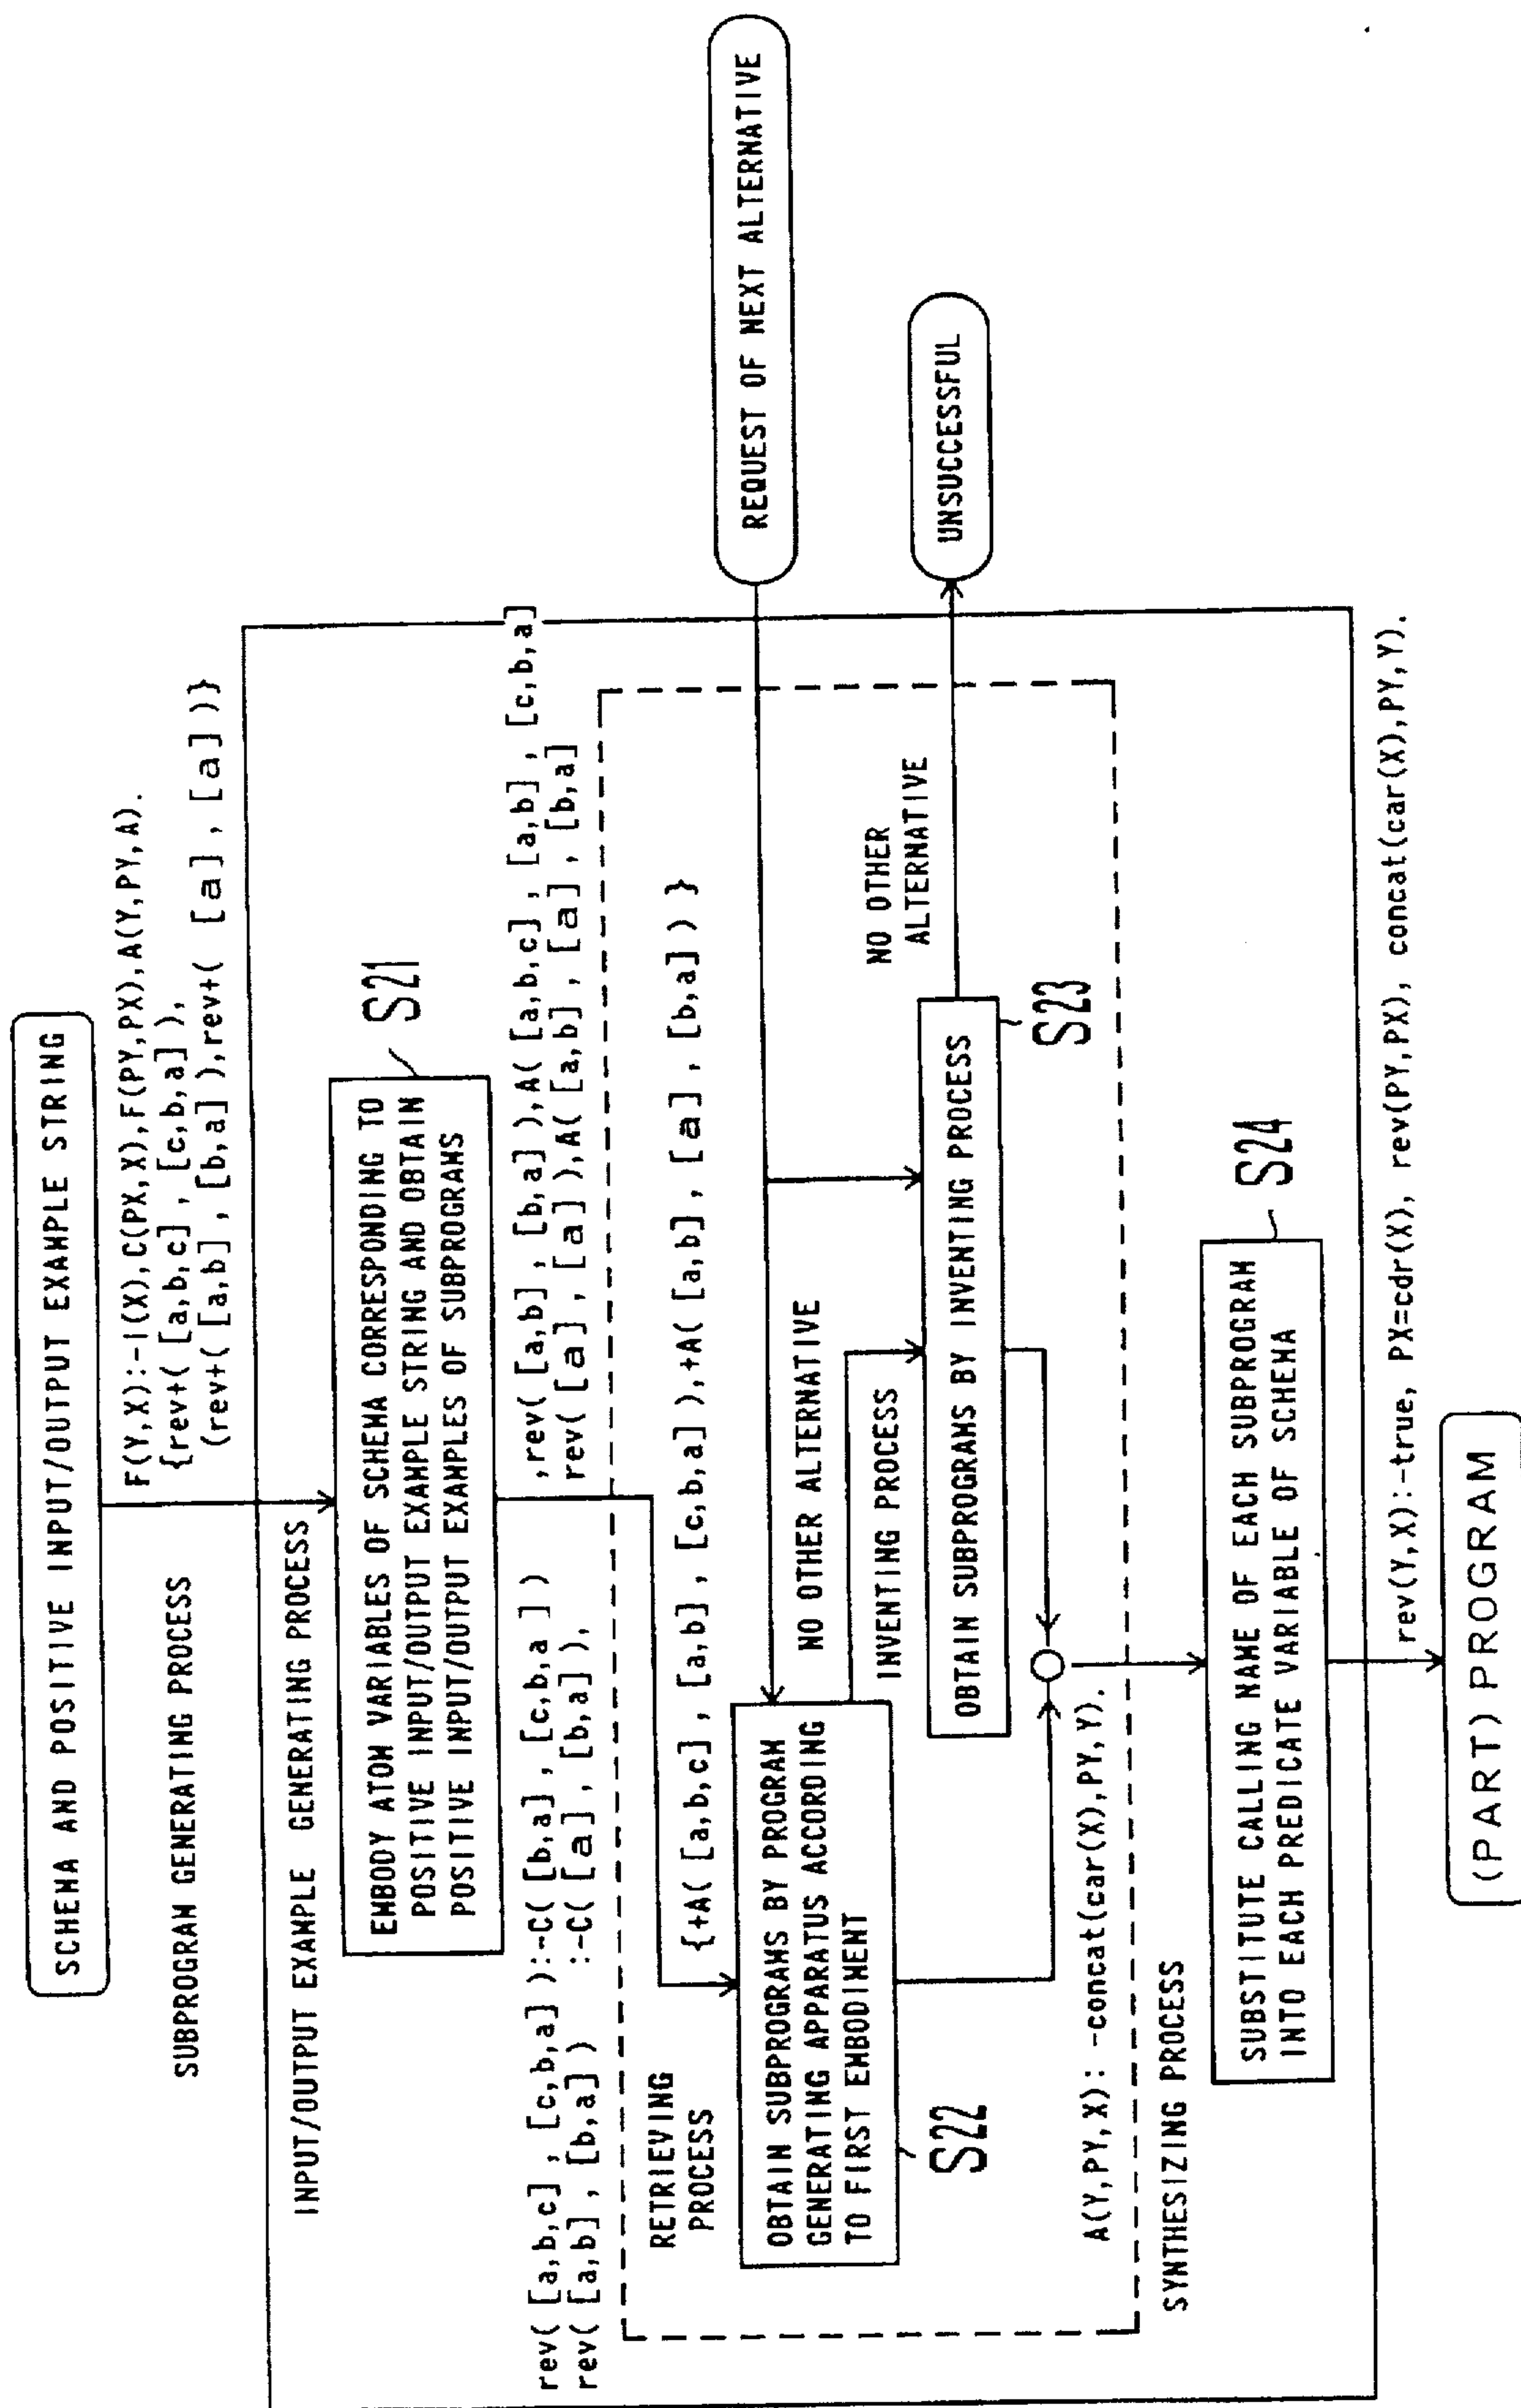 SCHEMA AND POSITIVE INPUT/OUTPUT EXAMPLE STRING
F(Y,X):-I(X),C(PX,X),F(PY,PX),A(Y,PY,A).
{rev+( [a,b,c] , [c,b,a] ),
(rev+( [a,b] , [b,a] ),rev+( [a] , [a] )}
SUBPROGRAM GENERATING PROCESS
INPUT/OUTPUT EXAMPLE GENERATING PROCESS
EMBODY ATOM VARIABLES OF SCHEMA CORRESPONDING TO
POSITIVE INPUT/OUTPUT EXAMPLE STRING AND OBTAIN
POSITIVE INPUT/OUTPUT EXAMPLES OF SUBPROGRAMS
S21
rev( [a,b,c] , [c,b,a] ):-C( [b,a] , [c,b,a ] ) ,rev( [a,b] , [b,a] ),A( [a,b,c] , [a,b] , [c,b,a]
rev( [a,b] , [b,a] ) :-C( [a] , [b,a] ), rev( [a] , [a] ),A( [a,b] , [a] , [b,a]
RETRIEVING
PROCESS
{+A( [a,b,c] , [a,b] , [c,b,a] ),+A( [a,b] , [a] , [b,a] ) }
REQUEST OF NEXT ALTERNATIVE
OBTAIN SUBPROGRAMS BY PROGRAM
GENERATING APPARATUS ACCORDING
TO FIRST EMBODIMENT
S22
NO OTHER ALTERNATIVE
INVENTING PROCESS
OBTAIN SUBPROGRAMS BY INVENTING PROCESS
S23
NO OTHER
ALTERNATIVE
UNSUCCESSFUL
A(Y,PY,X): -concat(car(X),PY,Y).
SYNTHESIZING PROCESS
SUBSTITUTE CALLING NAME OF EACH SUBPROGRAM
INTO EACH PREDICATE VARIABLE OF SCHEMA
S24
rev(Y,X):-true, PX=cdr(X), rev(PY,PX), concat(car(X),PY,Y).
(PART) PROGRAM